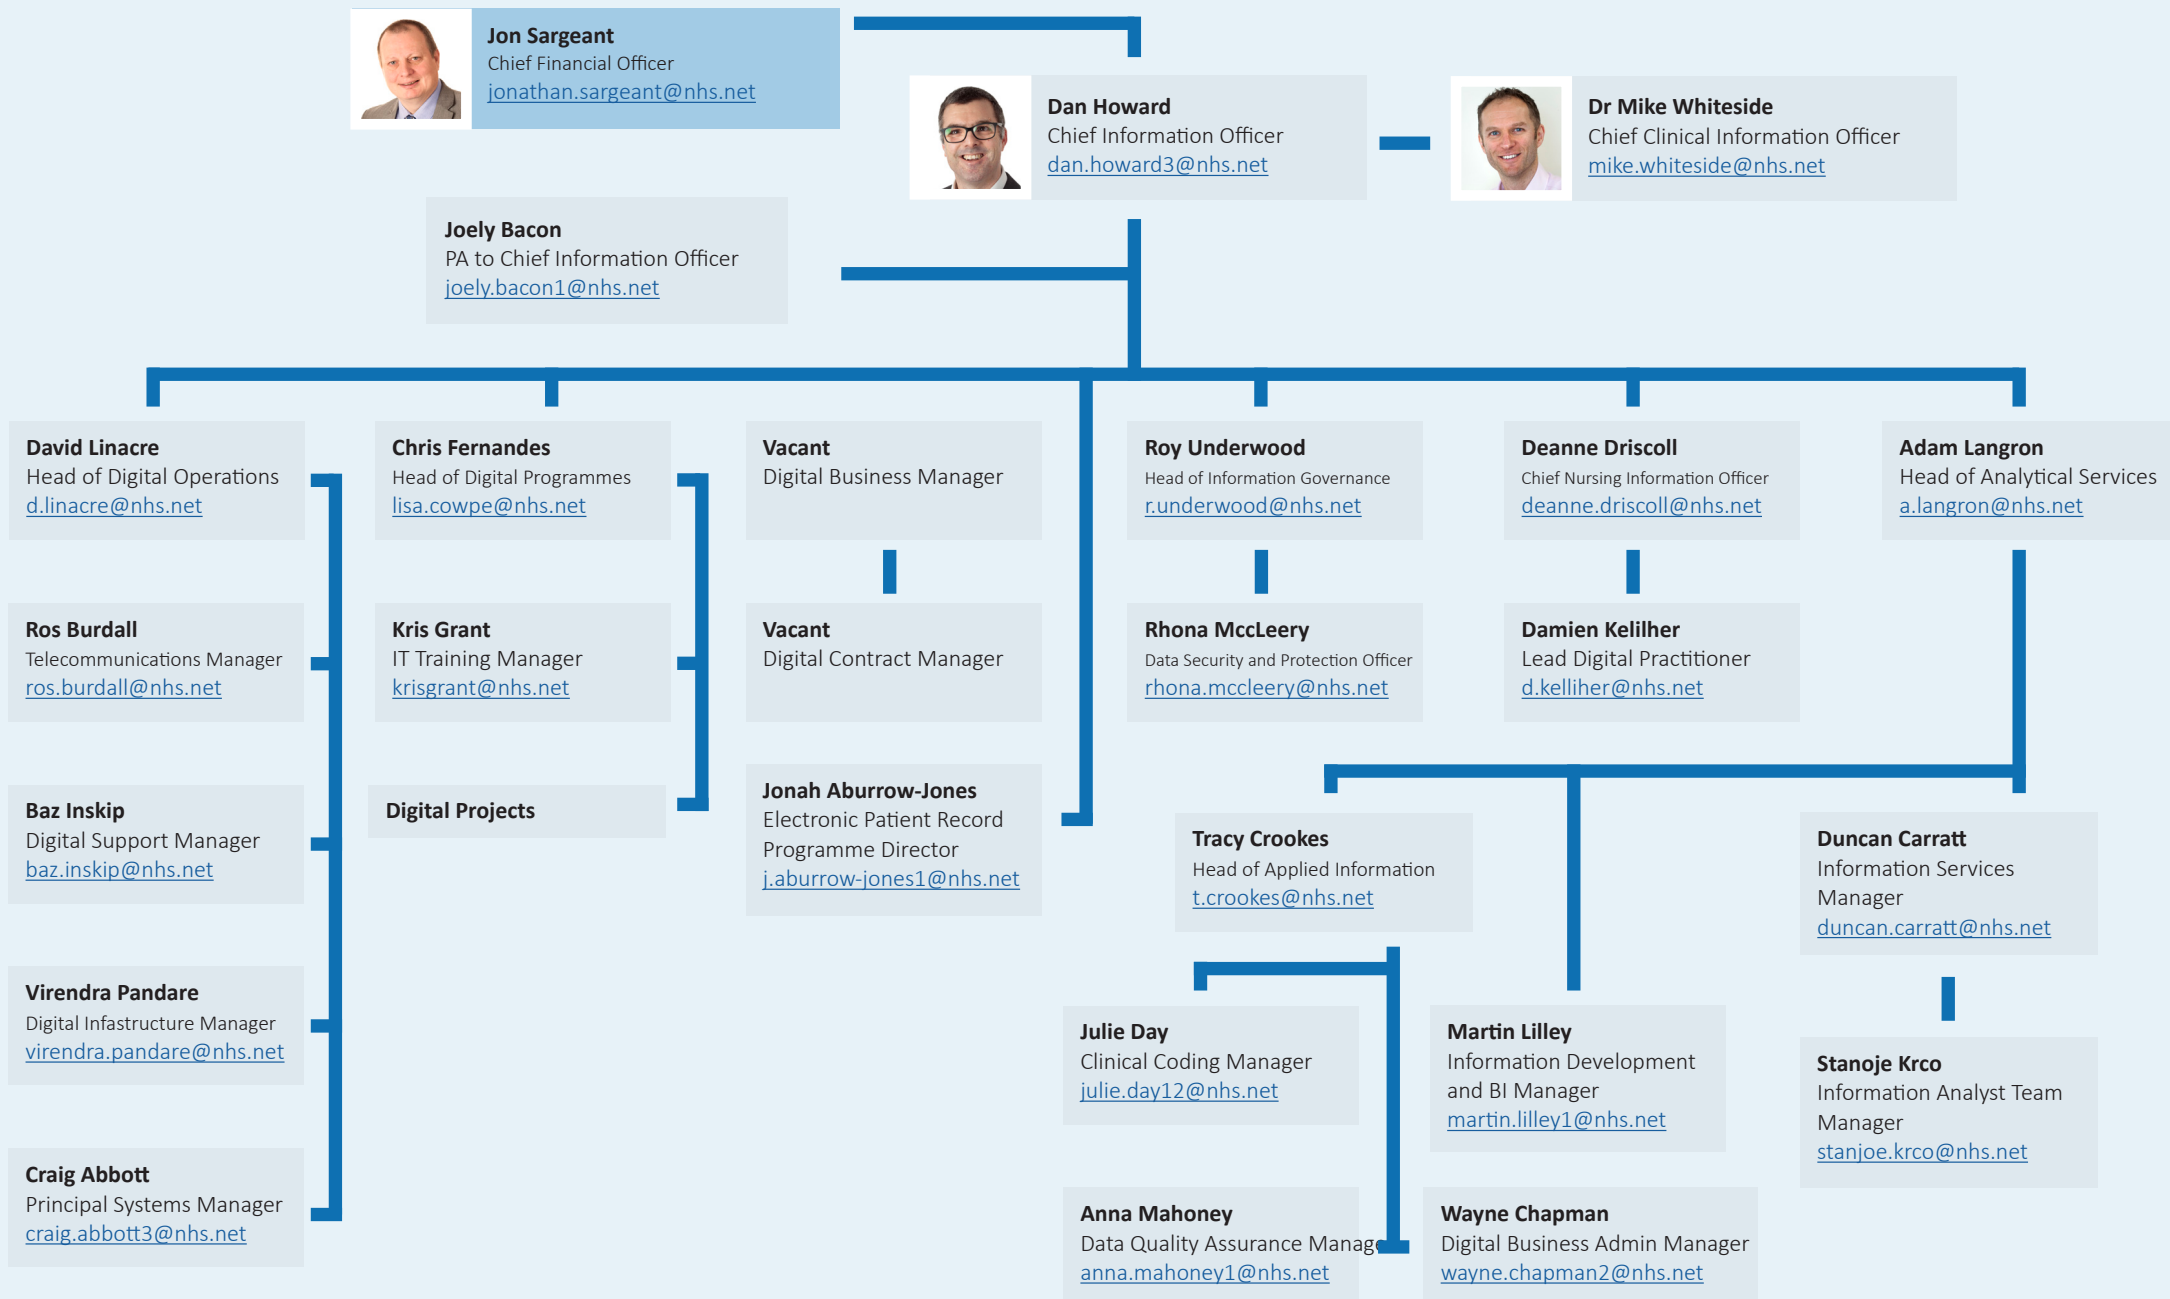 Jon Sargeant
Chief Financial Officer
jonathan.sargeant@nhs.net
Dan Howard
Chief Information Officer
dan.howard3@nhs.net
Dr Mike Whiteside
Chief Clinical Information Officer
mike.whiteside@nhs.net
Joely Bacon
PA to Chief Information Officer
joely.bacon1@nhs.net
David Linacre
Head of Digital Operations
d.linacre@nhs.net
Chris Fernandes
Head of Digital Programmes
lisa.cowpe@nhs.net
Vacant
Digital Business Manager
Roy Underwood
Head of Information Governance
r.underwood@nhs.net
Deanne Driscoll
Chief Nursing Information Officer
deanne.driscoll@nhs.net
Adam Langron
Head of Analytical Services
a.langron@nhs.net
Ros Burdall
Telecommunications Manager
ros.burdall@nhs.net
Kris Grant
IT Training Manager
krisgrant@nhs.net
Vacant
Digital Contract Manager
Rhona MccLeery
Data Security and Protection Officer
rhona.mccleery@nhs.net
Damien Kelilher
Lead Digital Practitioner
d.kelliher@nhs.net
Baz Inskip
Digital Support Manager
baz.inskip@nhs.net
Digital Projects
Jonah Aburrow-Jones
Electronic Patient Record
Programme Director
j.aburrow-jones1@nhs.net
Tracy Crookes
Head of Applied Information
t.crookes@nhs.net
Duncan Carratt
Information Services
Manager
duncan.carratt@nhs.net
Virendra Pandare
Digital Infastructure Manager
virendra.pandare@nhs.net
Julie Day
Clinical Coding Manager
julie.day12@nhs.net
Martin Lilley
Information Development
and BI Manager
martin.lilley1@nhs.net
Stanoje Krco
Information Analyst Team
Manager
stanjoe.krco@nhs.net
Craig Abbott
Principal Systems Manager
craig.abbott3@nhs.net
Anna Mahoney
Data Quality Assurance Manager
anna.mahoney1@nhs.net
Wayne Chapman
Digital Business Admin Manager
wayne.chapman2@nhs.net